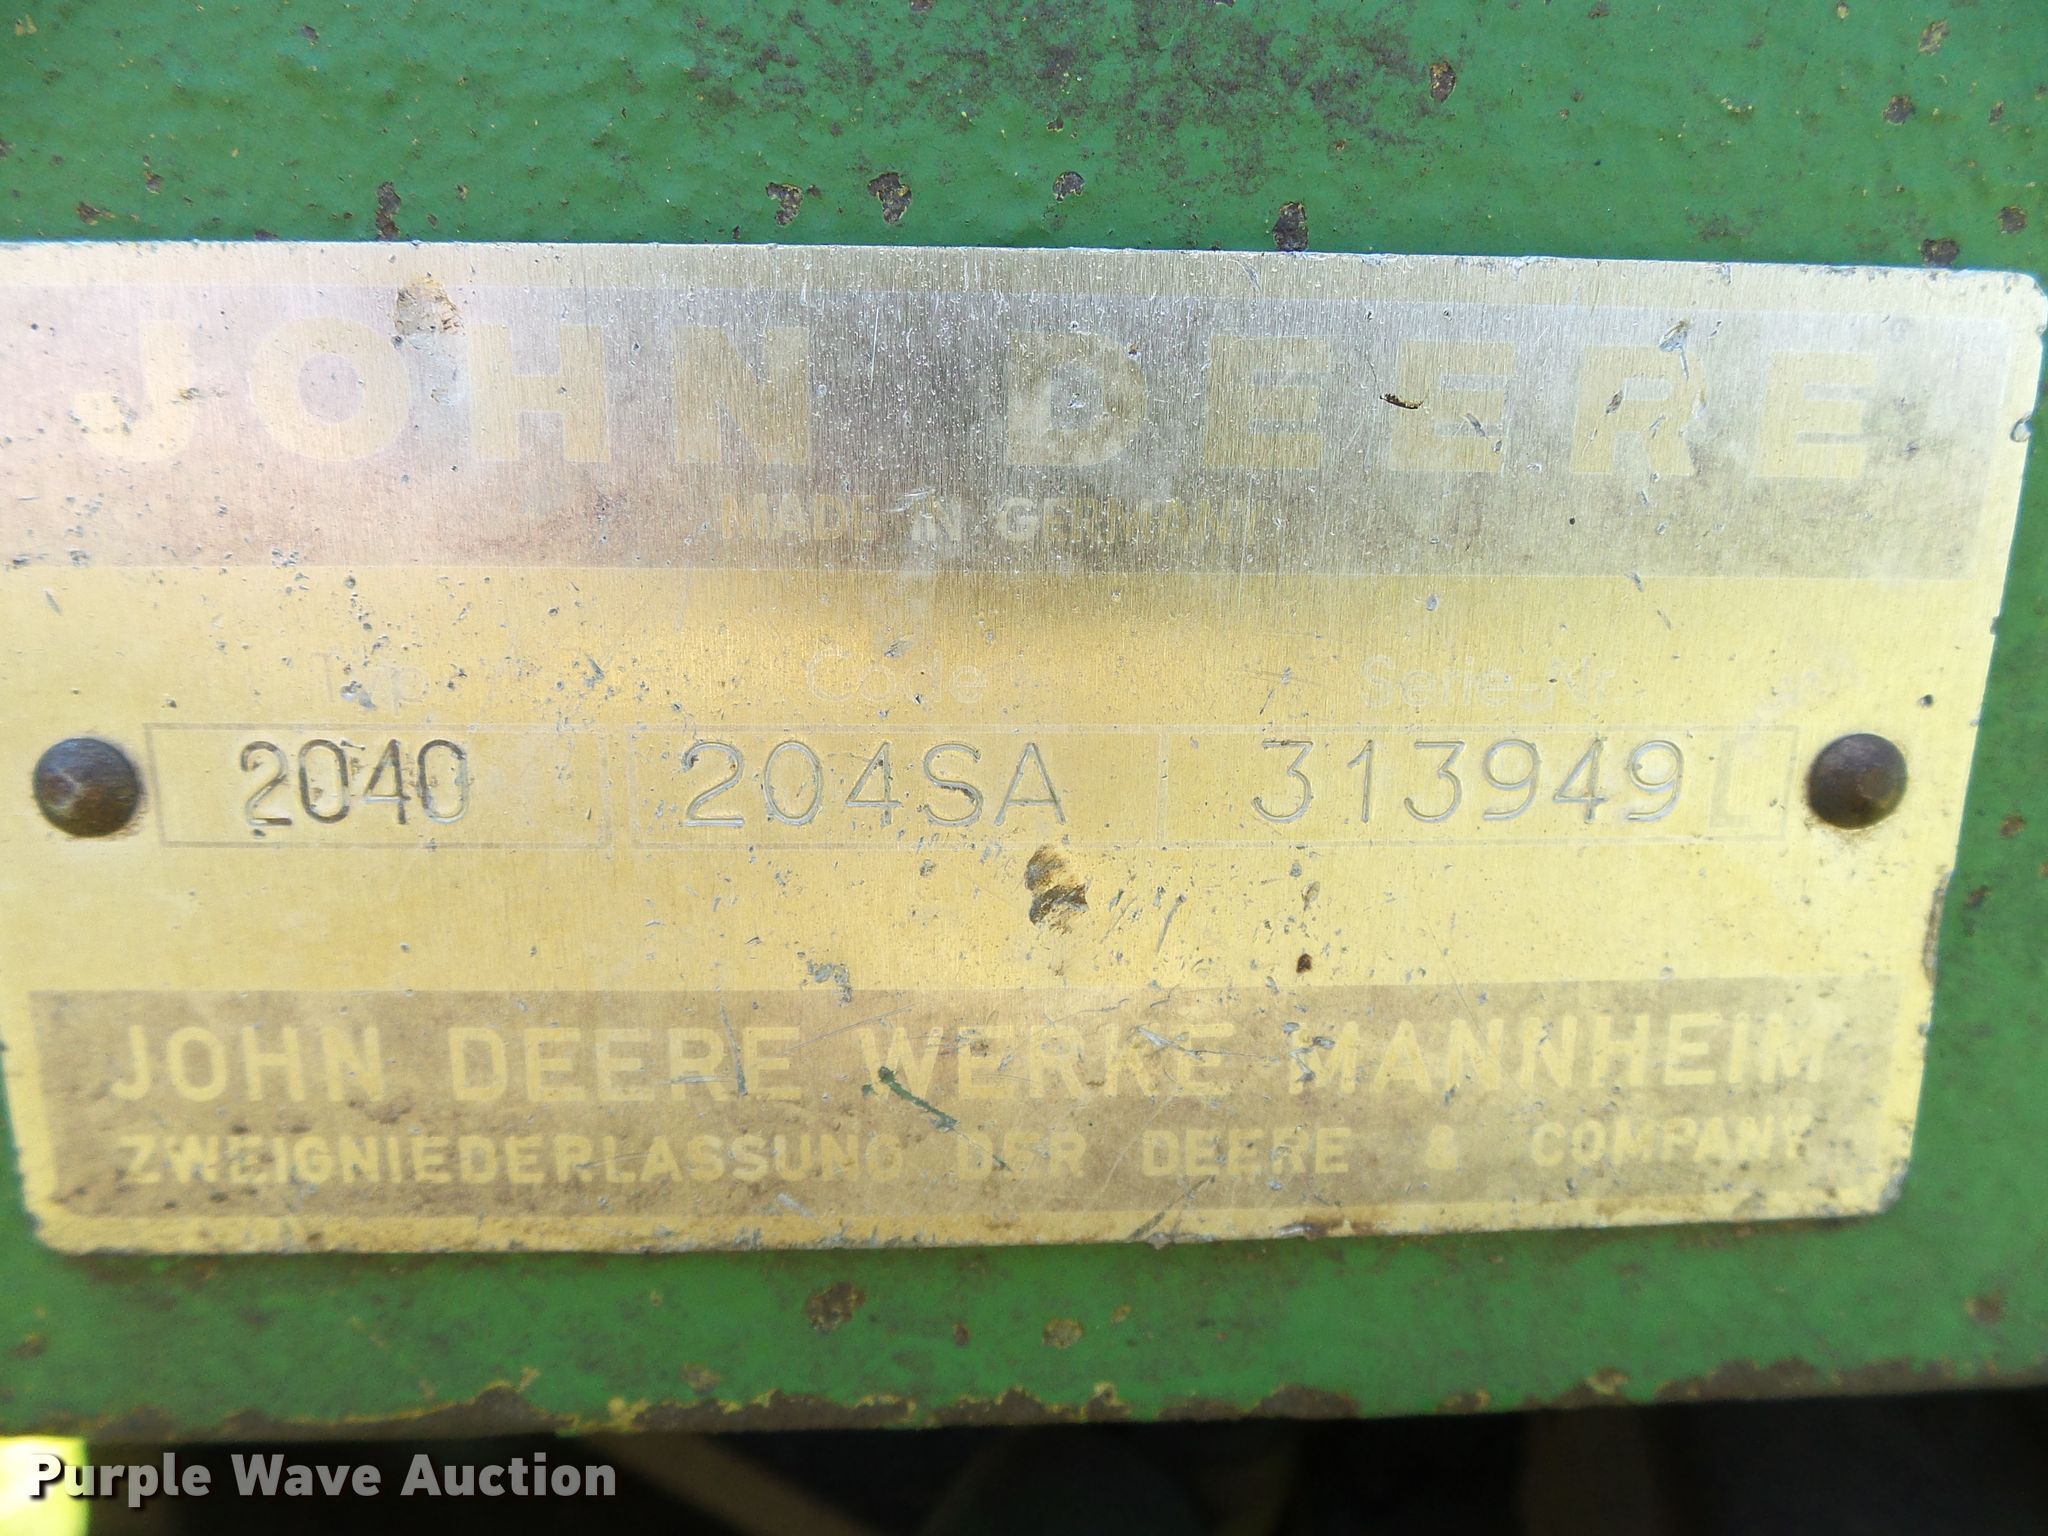 JOHN DEERE
MADE IN GERMANY
Typ Code Serie-Nr.
2040 204SA 313949 L
JOHN DEERE WERKE MANNHEIM
ZWEIGNIEDERLASSUNG DER DEERE & COMPANY
Purple Wave Auction